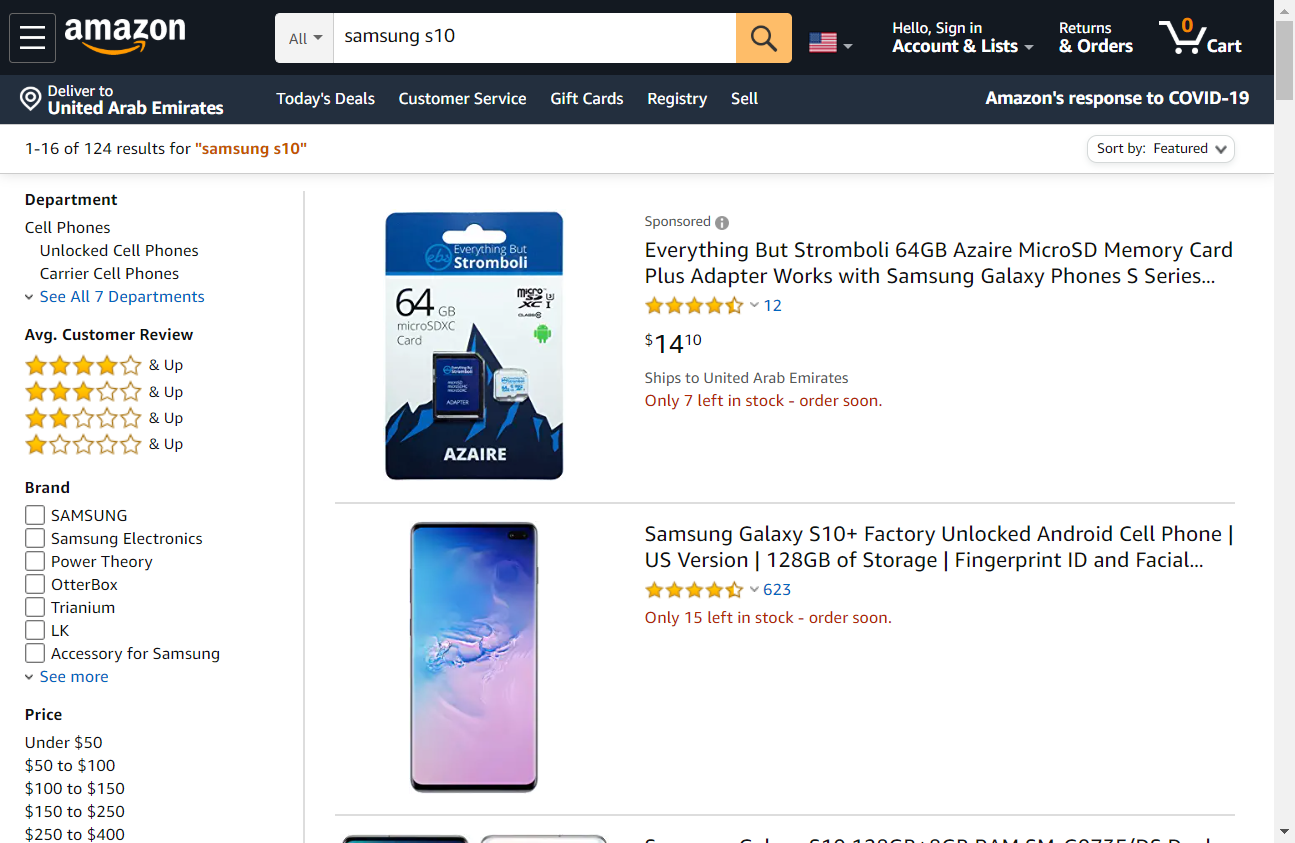 amazon
All
samsung s10
Hello, Sign in
Account & Lists
Returns
& Orders
0
Cart
Deliver to
United Arab Emirates
Today's Deals
Customer Service
Gift Cards
Registry
Sell
Amazon's response to COVID-19
1-16 of 124 results for "samsung s10"
Sort by: Featured
Department
Cell Phones
Unlocked Cell Phones
Carrier Cell Phones
See All 7 Departments
Avg. Customer Review
& Up
& Up
& Up
& Up
Brand
SAMSUNG
Samsung Electronics
Power Theory
OtterBox
Trianium
LK
Accessory for Samsung
See more
Price
Under $50
$50 to $100
$100 to $150
$150 to $250
$250 to $400
ebs
Everything But
Stromboli
64 GB
microSDXC
Card
micro
SD
XC I
ADAPTER
AZAIRE
Sponsored
Everything But Stromboli 64GB Azaire MicroSD Memory Card
Plus Adapter Works with Samsung Galaxy Phones S Series...
12
$1410
Ships to United Arab Emirates
Only 7 left in stock - order soon.
Samsung Galaxy S10+ Factory Unlocked Android Cell Phone |
US Version | 128GB of Storage | Fingerprint ID and Facial...
623
Only 15 left in stock - order soon.